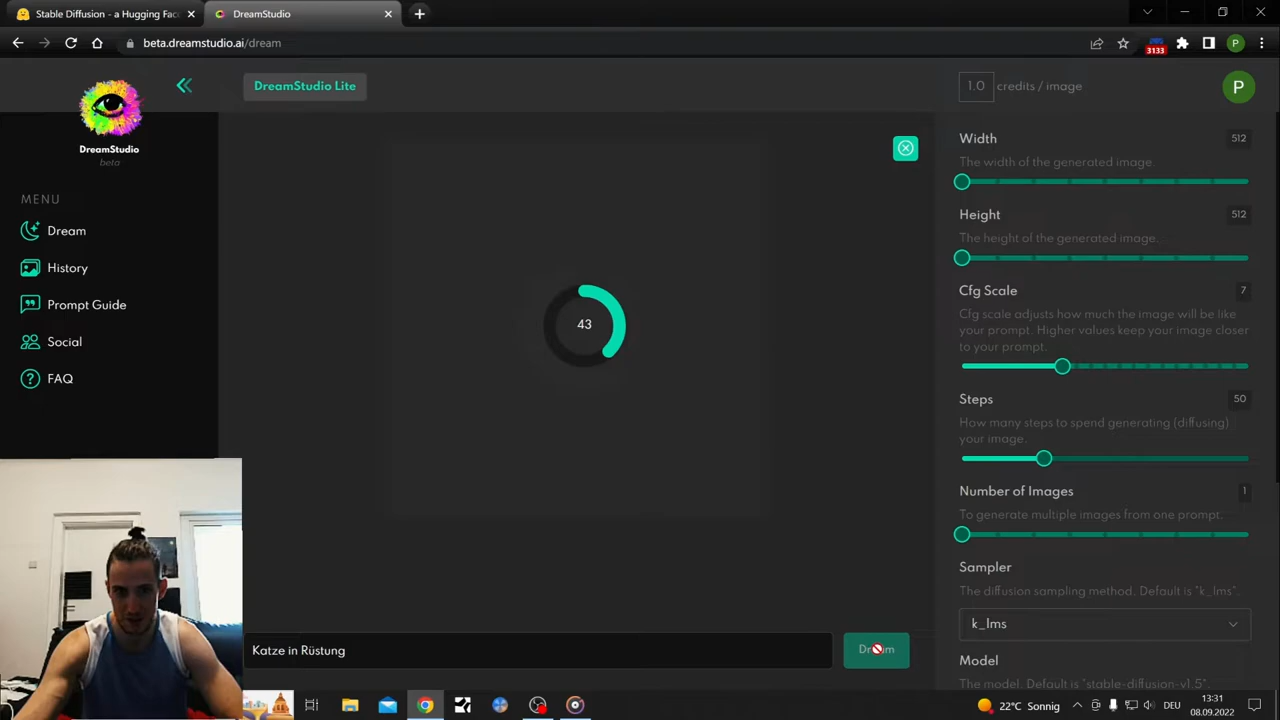 Stable Diffusion - a Hugging Fac
DreamStudio
beta.dreamstudio.ai/dream
3133
P
DreamStudio
beta
MENU
Dream
History
Prompt Guide
Social
FAQ
DreamStudio Lite
43
Katze in Rüstung
1.0 credits / image
P
Width 512
The width of the generated image.
Height 512
The height of the generated image.
Cfg Scale 7
Cfg scale adjusts how much the image will be like
your prompt. Higher values keep your image closer
to your prompt.
Steps 50
How many steps to spend generating (diffusing)
your image.
Number of Images 1
To generate multiple images from one prompt.
Sampler
The diffusion sampling method. Default is "k_lms".
k_lms
Model
The model. Default is "stable-diffusion-v1.5".
22°C Sonnig
DEU
13:31
08.09.2022